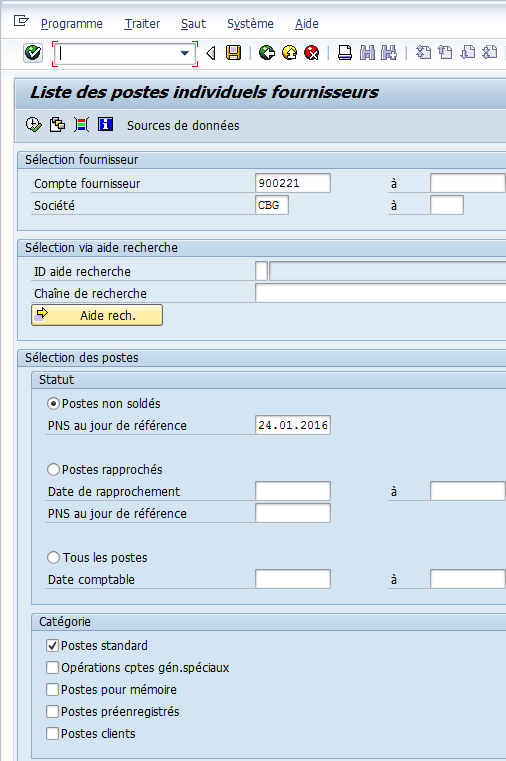 Programme Traiter Saut Système Aide
Liste des postes individuels fournisseurs
Sources de données
Sélection fournisseur
Compte fournisseur 900221 à
Société CBG à
Sélection via aide recherche
ID aide recherche
Chaîne de recherche
Aide rech.
Sélection des postes
Statut
Postes non soldés
PNS au jour de référence 24.01.2016
Postes rapprochés
Date de rapprochement à
PNS au jour de référence
Tous les postes
Date comptable à
Catégorie
Postes standard
Opérations cptes gén.spéciaux
Postes pour mémoire
Postes préenregistrés
Postes clients